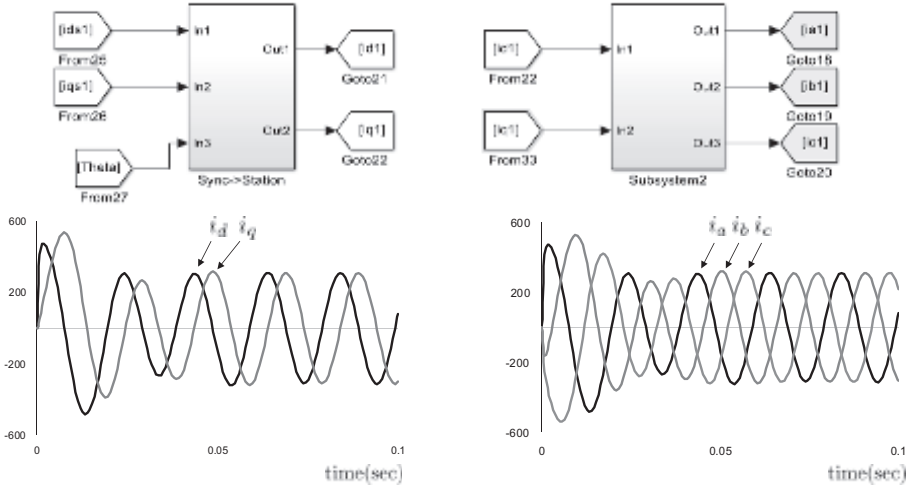 [ids1]
From25
[iqs1]
From26
[Theta]
From27
In1
In2
In3
Out1
Out2
Sync->Station
[id1]
Goto21
[iq1]
Goto22
From22
From33
In1
In2
Out1
Out2
Out3
Subsystem2
[ia1]
Goto18
[ib1]
Goto19
[ic1]
Goto20
600
200
-200
-600
0
0.05
0.1
i_d i_q
time(sec)
600
200
-200
-600
0
0.05
0.1
i_a i_b i_c
time(sec)